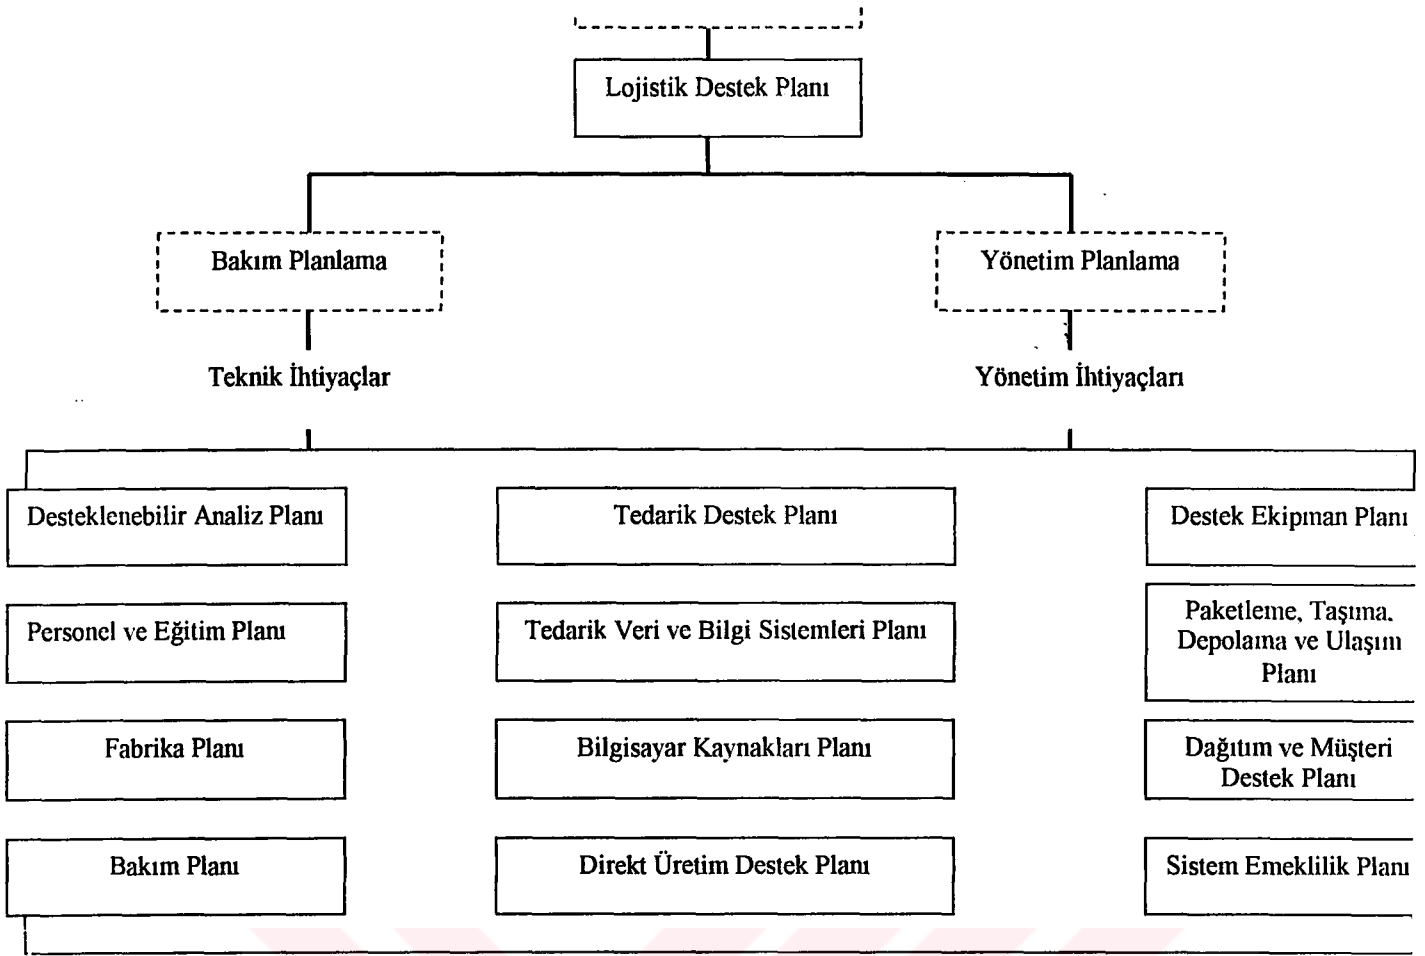 Lojistik Destek Planı
Bakım Planlama
Yönetim Planlama
Teknik İhtiyaçlar
Yönetim İhtiyaçları
Desteklenebilir Analiz Planı
Tedarik Destek Planı
Destek Ekipman Planı
Personel ve Eğitim Planı
Tedarik Veri ve Bilgi Sistemleri Planı
Paketleme, Taşıma,
Depolama ve Ulaşım
Planı
Fabrika Planı
Bilgisayar Kaynakları Planı
Dağıtım ve Müşteri
Destek Planı
Bakım Planı
Direkt Üretim Destek Planı
Sistem Emeklilik Planı